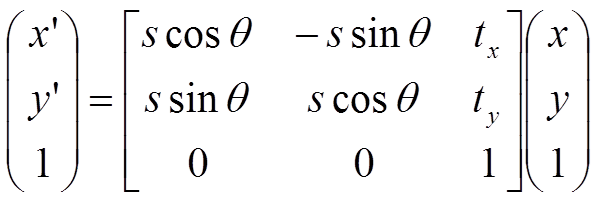 x' s cos θ − s sin θ t_x x
y' = s sin θ s cos θ t_y y
1 0 0 1 1